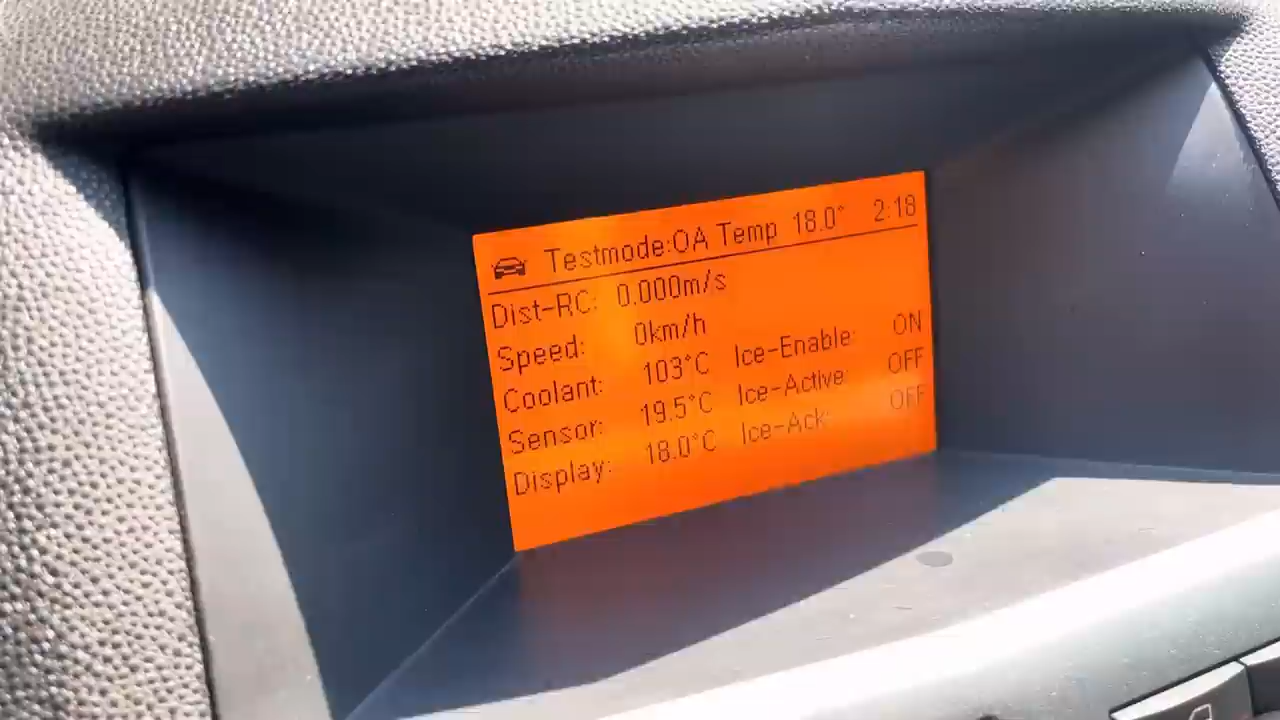 Testmode:OA Temp 18.0° 2:18
Dist-RC: 0.000m/s
Speed: 0km/h
Coolant: 103°C Ice-Enable: ON
Sensor: 19.5°C Ice-Active: OFF
Display: 18.0°C Ice-Ack: OFF